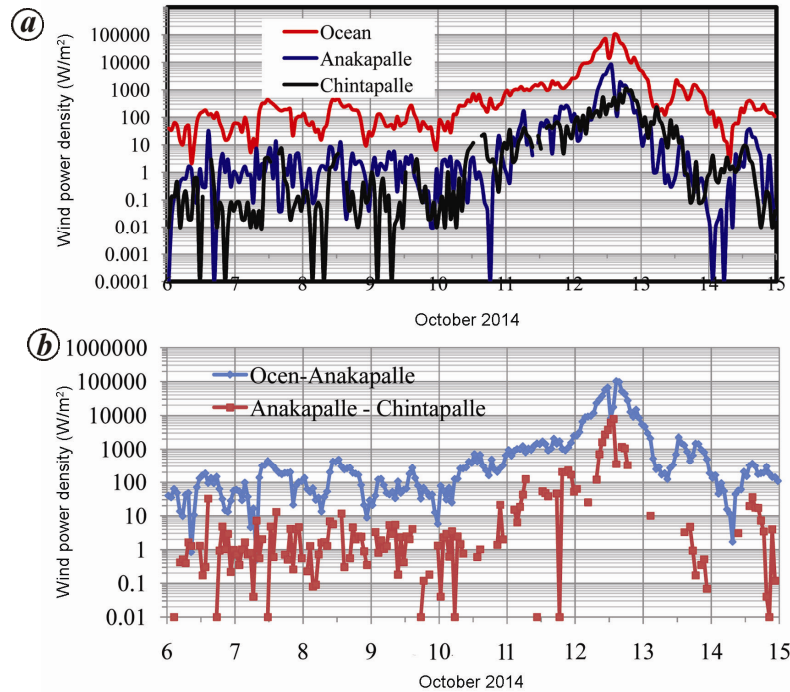 a
100000
10000
1000
100
10
1
0.1
0.01
0.001
0.0001
Wind power density (W/m²)
Ocean
Anakapalle
Chintapalle
6 7 8 9 10 11 12 13 14 15
October 2014
b
1000000
100000
10000
1000
100
10
1
0.1
0.01
Wind power density (W/m²)
Ocen-Anakapalle
Anakapalle - Chintapalle
6 7 8 9 10 11 12 13 14 15
October 2014